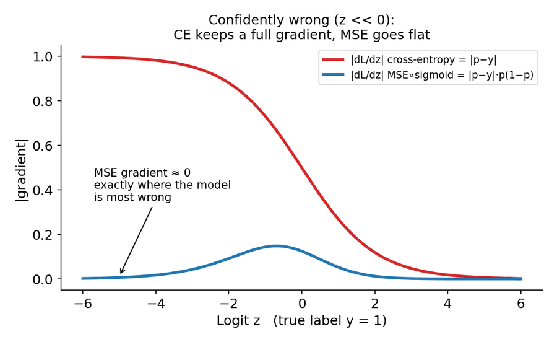 Confidently wrong (z << 0):
CE keeps a full gradient, MSE goes flat
|dL/dz| cross-entropy = |p−y|
|dL/dz| MSE∘sigmoid = |p−y|·p(1−p)
1.0
0.8
0.6
0.4
0.2
0.0
|gradient|
MSE gradient ≈ 0
exactly where the model
is most wrong
−6 −4 −2 0 2 4 6
Logit z (true label y = 1)